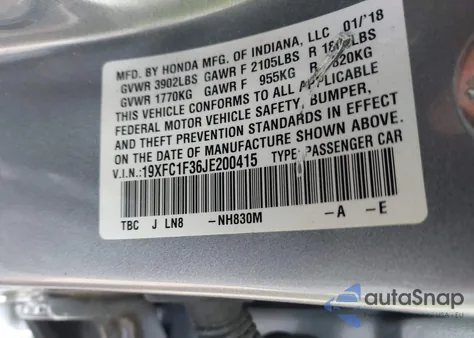 MFD. BY HONDA MFG. OF INDIANA, LLC 01/'18
GVWR 3902LBS GAWR F 2105LBS R LBS
GVWR 1770KG GAWR F 955KG R 820KG
THIS VEHICLE CONFORMS TO ALL APPLICABLE
FEDERAL MOTOR VEHICLE SAFETY, BUMPER,
AND THEFT PREVENTION STANDARDS IN EFFECT
ON THE DATE OF MANUFACTURE SHOWN ABOVE.
V.I.N.:19XFC1F36JE200415 TYPE:PASSENGER CAR
TBC J LN8 -NH830M -A -E
autoSnap